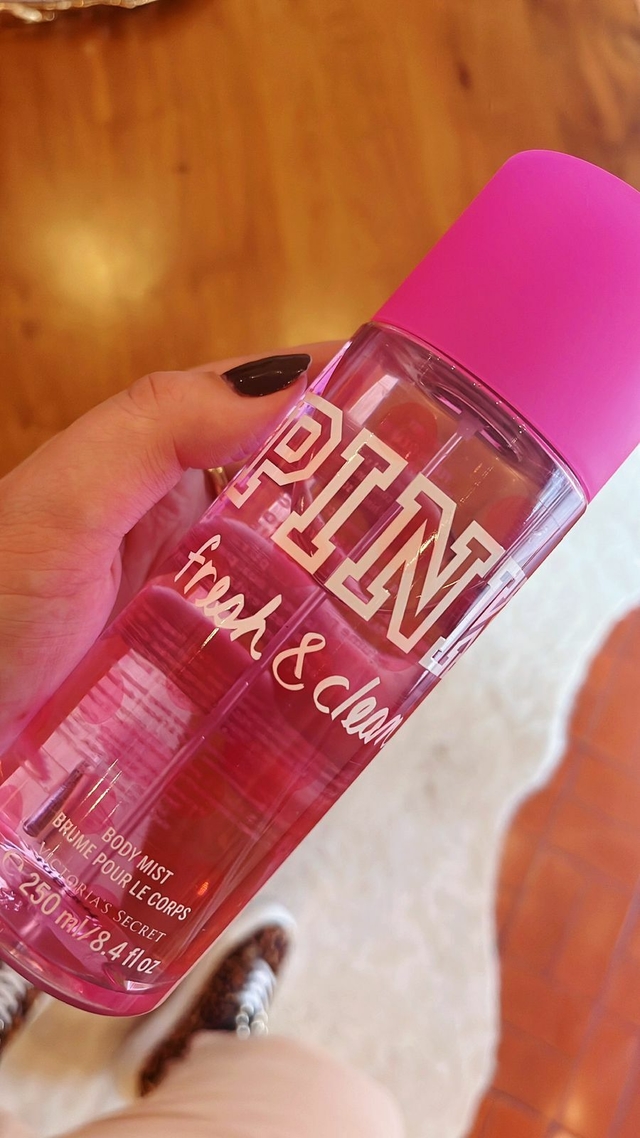 PINK
fresh & clean
BODY MIST
BRUME POUR LE CORPS
VICTORIA'S SECRET
℮ 250 ml / 8.4 fl oz